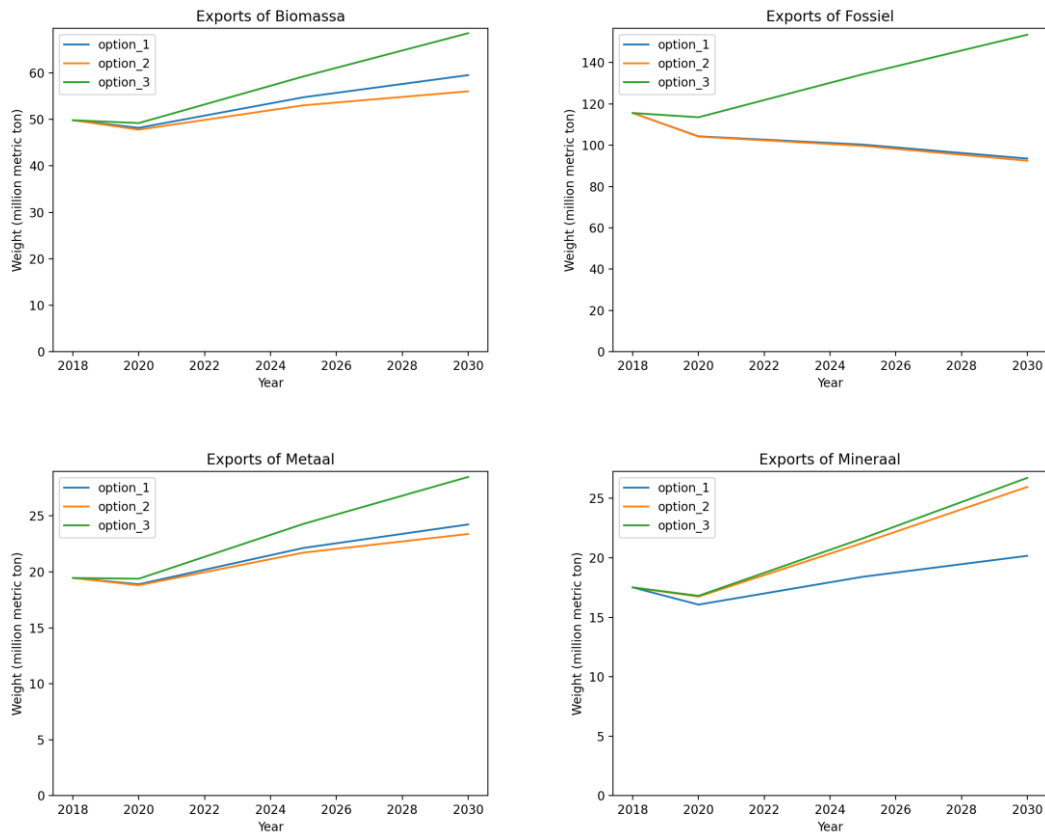 Exports of Biomassa
option_1
option_2
option_3
Weight (million metric ton)
60
50
40
30
20
10
0
2018 2020 2022 2024 2026 2028 2030
Year
Exports of Fossiel
option_1
option_2
option_3
Weight (million metric ton)
140
120
100
80
60
40
20
0
2018 2020 2022 2024 2026 2028 2030
Year
Exports of Metaal
option_1
option_2
option_3
Weight (million metric ton)
25
20
15
10
5
0
2018 2020 2022 2024 2026 2028 2030
Year
Exports of Mineraal
option_1
option_2
option_3
Weight (million metric ton)
25
20
15
10
5
0
2018 2020 2022 2024 2026 2028 2030
Year